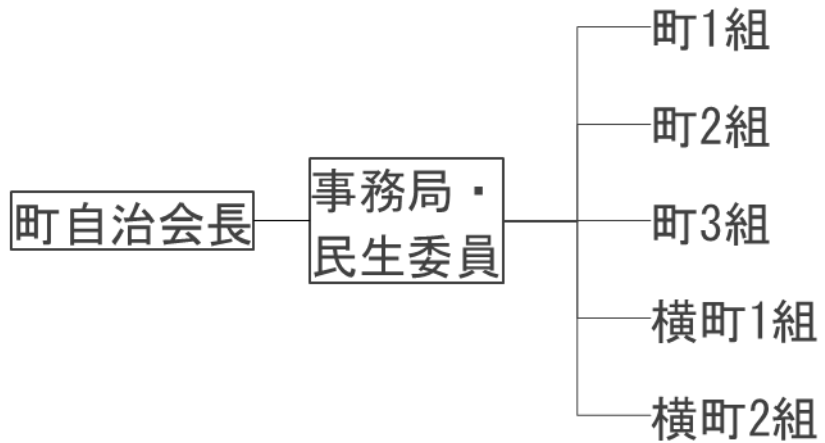 町自治会長
事務局・
民生委員
町1組
町2組
町3組
横町1組
横町2組